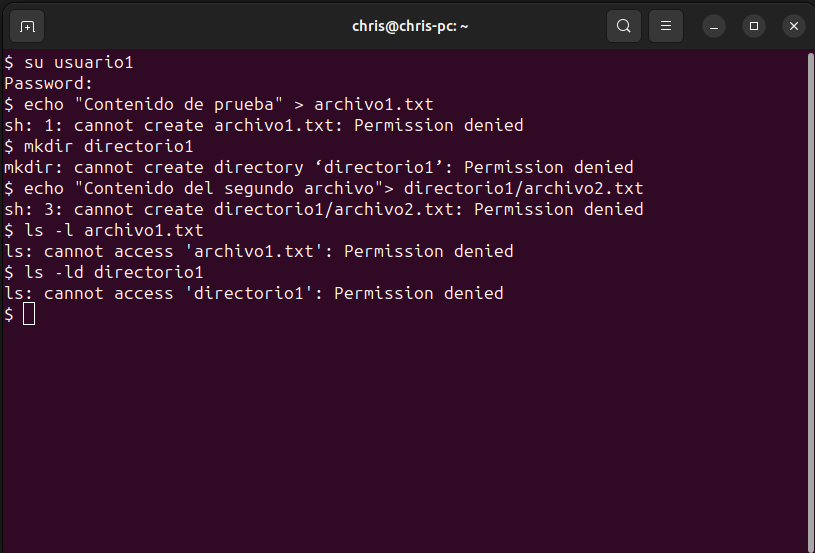 chris@chris-pc: ~
$ su usuario1
Password:
$ echo "Contenido de prueba" > archivo1.txt
sh: 1: cannot create archivo1.txt: Permission denied
$ mkdir directorio1
mkdir: cannot create directory ‘directorio1’: Permission denied
$ echo "Contenido del segundo archivo"> directorio1/archivo2.txt
sh: 3: cannot create directorio1/archivo2.txt: Permission denied
$ ls -l archivo1.txt
ls: cannot access 'archivo1.txt': Permission denied
$ ls -ld directorio1
ls: cannot access 'directorio1': Permission denied
$